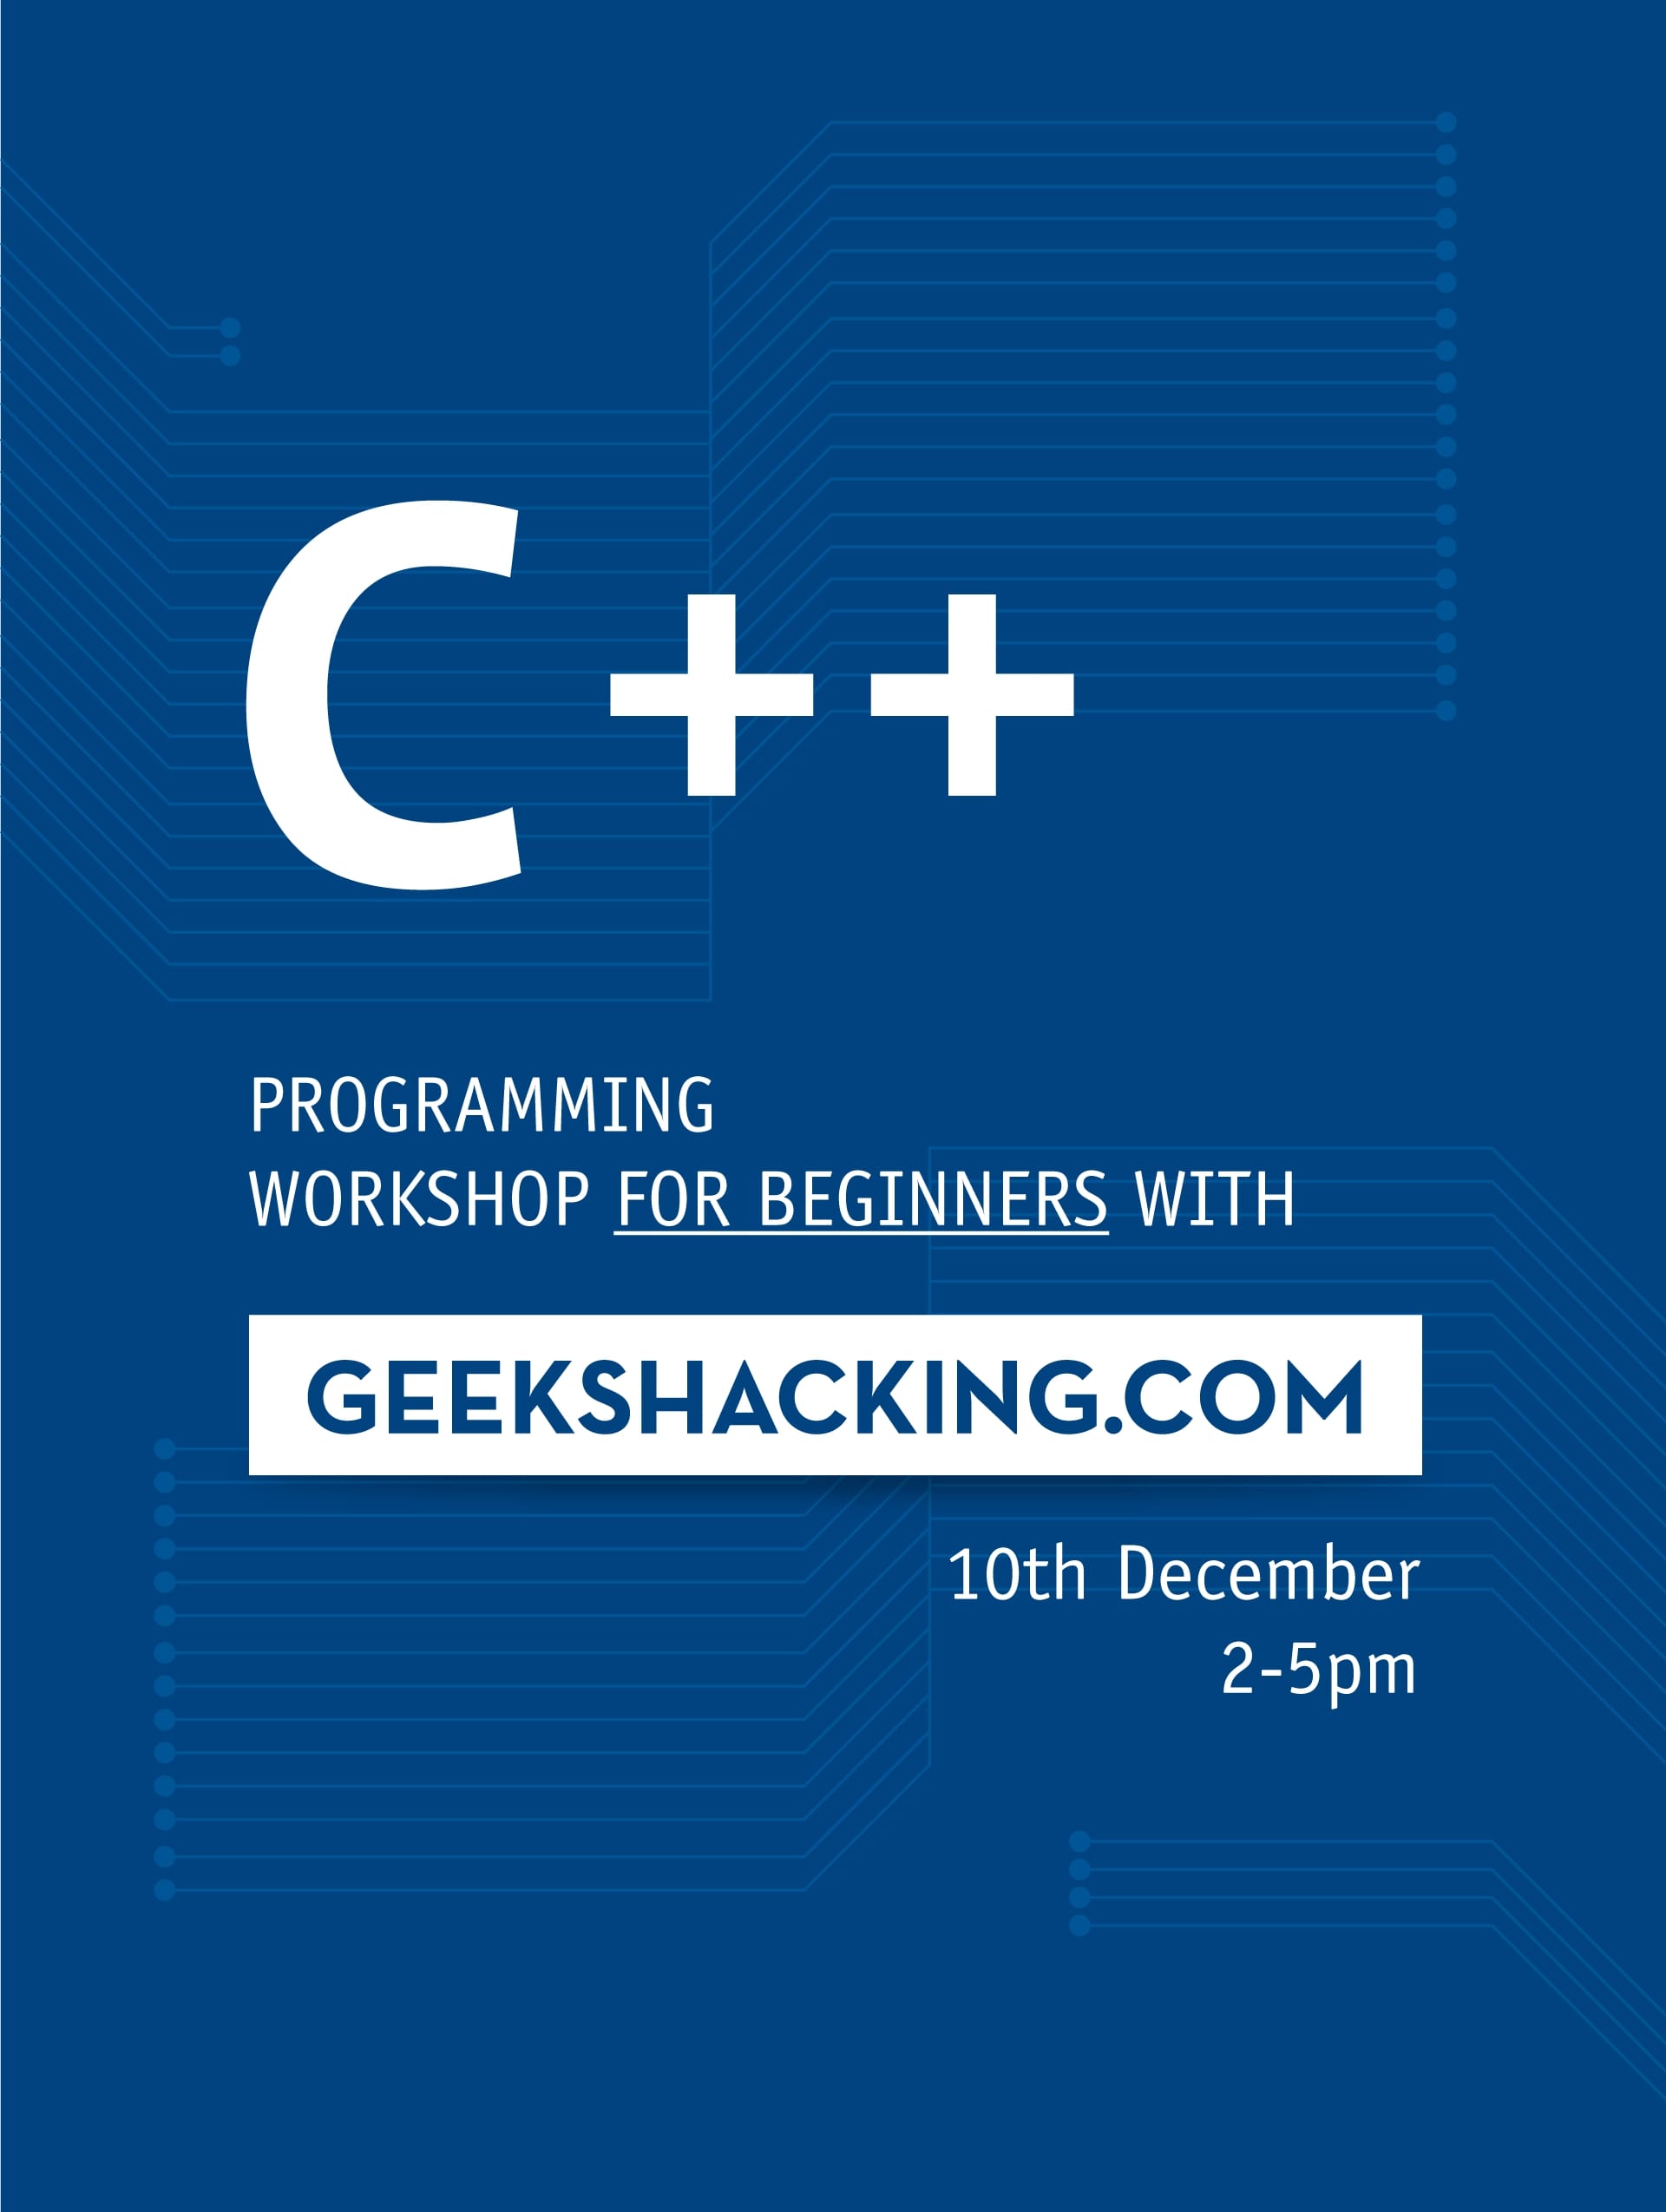 C++
PROGRAMMING
WORKSHOP FOR BEGINNERS WITH
GEEKSHACKING.COM
10th December
2-5pm